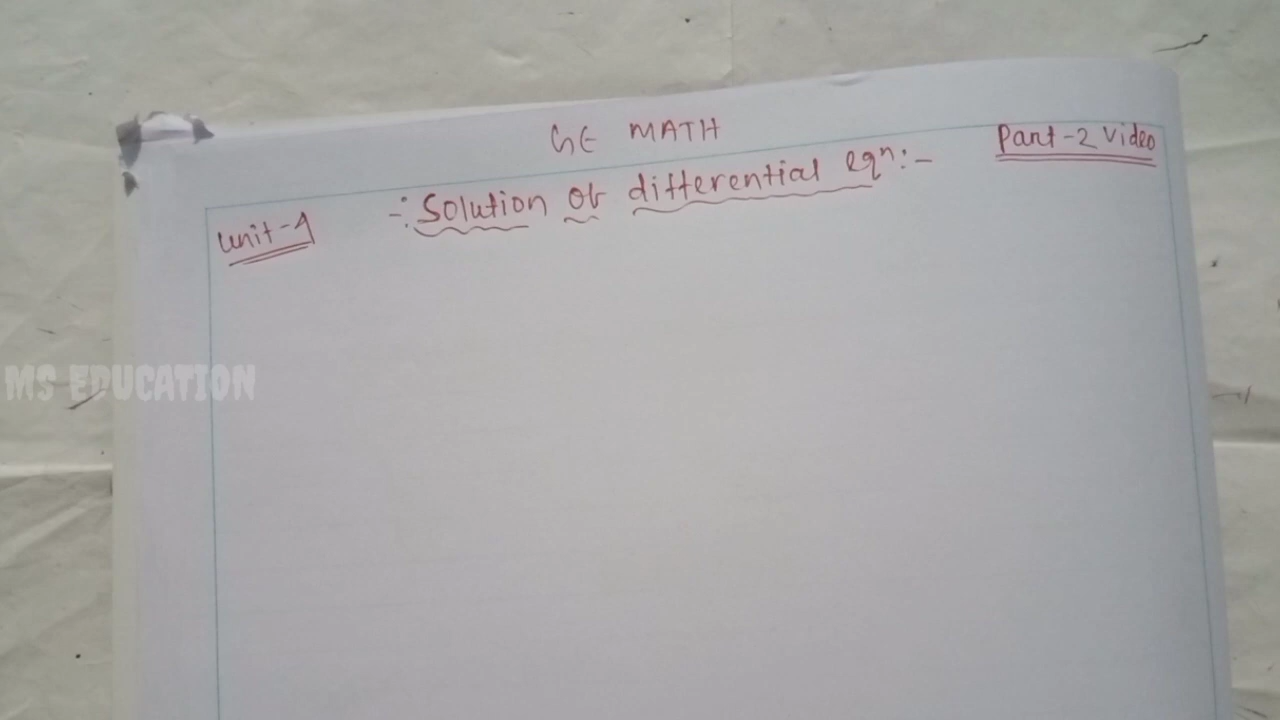 GE MATH
Part-2 Video
-: Solution of differential eqⁿ:-
Unit-1
MS EDUCATION